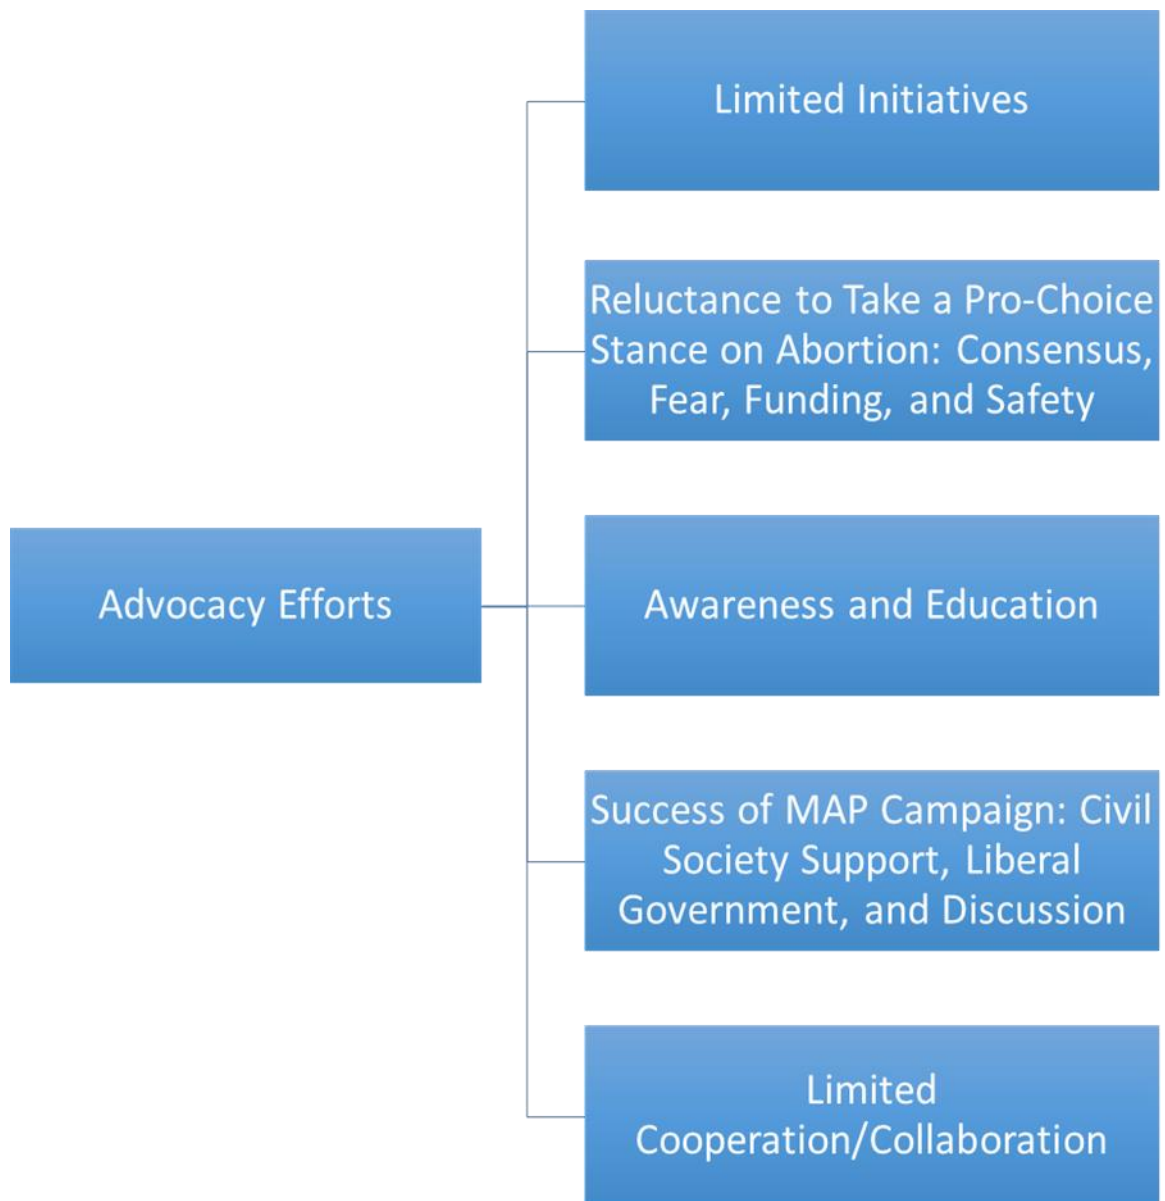 Limited Initiatives
Reluctance to Take a Pro-Choice
Stance on Abortion: Consensus,
Fear, Funding, and Safety
Advocacy Efforts
Awareness and Education
Success of MAP Campaign: Civil
Society Support, Liberal
Government, and Discussion
Limited
Cooperation/Collaboration